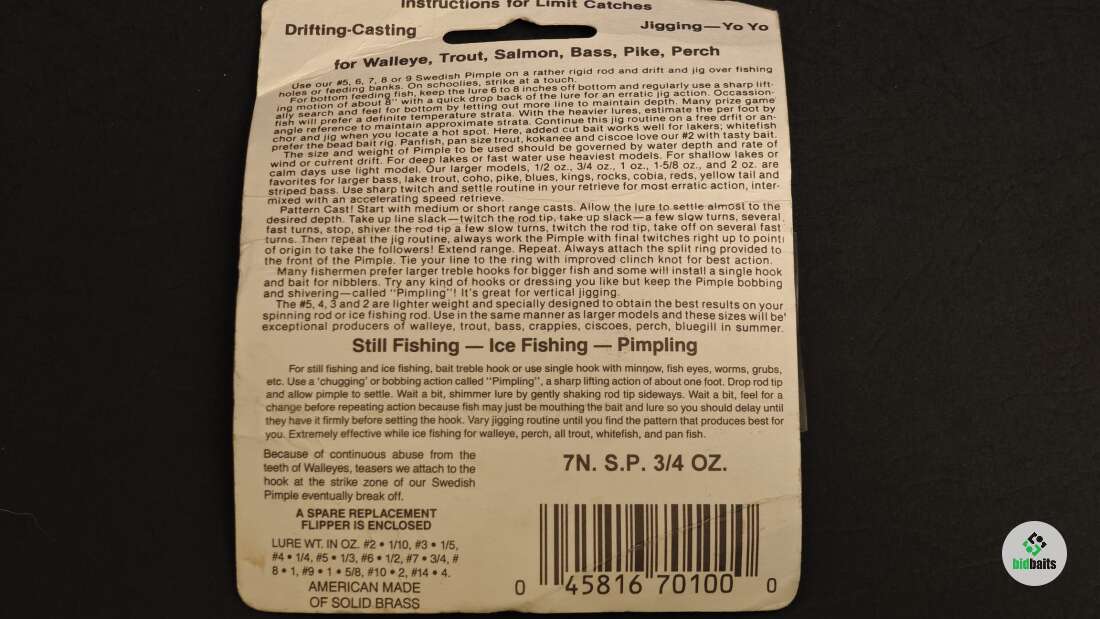 Instructions for Limit Catches
Drifting-Casting
Jigging—Yo Yo
for Walleye, Trout, Salmon, Bass, Pike, Perch
Use our #5, 6, 7, 8 or 9 Swedish Pimple on a rather rigid rod and drift and jig over fishing
holes or feeding banks. On schoolies, strike at a touch.
For bottom feeding fish, keep the lure 6 to 8 inches off bottom and regularly use a sharp lift-
ing motion of about 8" with a quick drop back of the lure for an erratic jig action. Occassion-
ally search and feel for bottom by letting out more line to maintain depth. Many prize game
fish will prefer a definite temperature strata. With the heavier lures, estimate the per foot by
angle reference to maintain approximate strata. Continue this jig routine on a free drfit or an-
chor and jig when you locate a hot spot. Here, added cut bait works well for lakers; whitefish
prefer the bead bait rig. Panfish, pan size trout, kokanee and ciscoe love our #2 with tasty bait.
The size and weight of Pimple to be used should be governed by water depth and rate of
wind or current drift. For deep lakes or fast water use heaviest models. For shallow lakes or
calm days use light model. Our larger models, 1/2 oz., 3/4 oz., 1 oz., 1-5/8 oz., and 2 oz. are
favorites for larger bass, lake trout, coho, pike, blues, kings, rocks, cobia, reds, yellow tail and
striped bass. Use sharp twitch and settle routine in your retrieve for most erratic action, inter-
mixed with an accelerating speed retrieve.
Pattern Cast! Start with medium or short range casts. Allow the lure to settle almost to the
desired depth. Take up line slack—twitch the rod tip, take up slack—a few slow turns, several
fast turns, stop, shiver the rod tip a few slow turns, twitch the rod tip, take off on several fast
turns. Then repeat the jig routine, always work the Pimple with final twitches right up to point
of origin to take the followers! Extend range. Repeat. Always attach the split ring provided to
the front of the Pimple. Tie your line to the ring with improved clinch knot for best action.
Many fishermen prefer larger treble hooks for bigger fish and some will install a single hook
and bait for nibblers. Try any kind of hooks or dressing you like but keep the Pimple bobbing
and shivering—called "Pimpling"! It's great for vertical jigging.
The #5, 4, 3 and 2 are lighter weight and specially designed to obtain the best results on your
spinning rod or ice fishing rod. Use in the same manner as larger models and these sizes will be
exceptional producers of walleye, trout, bass, crappies, ciscoes, perch, bluegill in summer.
Still Fishing — Ice Fishing — Pimpling
For still fishing and ice fishing, bait treble hook or use single hook with minnow, fish eyes, worms, grubs,
etc. Use a 'chugging' or bobbing action called "Pimpling", a sharp lifting action of about one foot. Drop rod tip
and allow pimple to settle. Wait a bit, shimmer lure by gently shaking rod tip sideways. Wait a bit, feel for a
change before repeating action because fish may just be mouthing the bait and lure so you should delay until
they have it firmly before setting the hook. Vary jigging routine until you find the pattern that produces best for
you. Extremely effective while ice fishing for walleye, perch, all trout, whitefish, and pan fish.
Because of continuous abuse from the
teeth of Walleyes, teasers we attach to the
hook at the strike zone of our Swedish
Pimple eventually break off.
A SPARE REPLACEMENT
FLIPPER IS ENCLOSED
LURE WT. IN OZ. #2 • 1/10, #3 • 1/5,
#4 • 1/4, #5 • 1/3, #6 • 1/2, #7 • 3/4, #
8 • 1, #9 • 1 • 5/8, #10 • 2, #14 • 4.
AMERICAN MADE
OF SOLID BRASS
7N. S.P. 3/4 OZ.
0 45816 70100 0
bidbaits